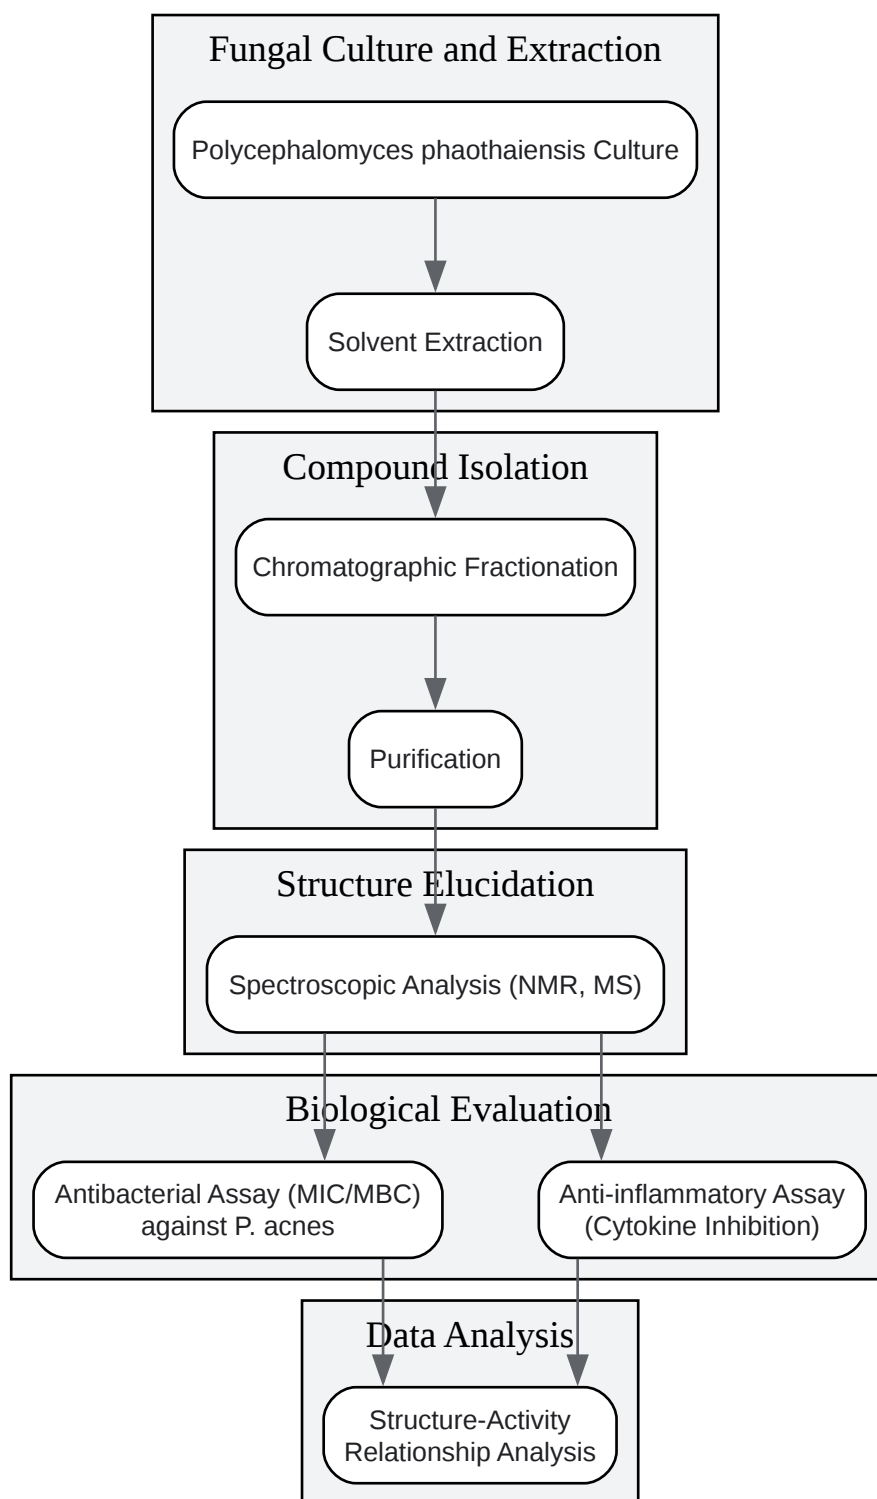 Fungal Culture and Extraction
Polycephalomyces phaothaiensis Culture
Solvent Extraction
Compound Isolation
Chromatographic Fractionation
Purification
Structure Elucidation
Spectroscopic Analysis (NMR, MS)
Biological Evaluation
Antibacterial Assay (MIC/MBC)
against P. acnes
Anti-inflammatory Assay
(Cytokine Inhibition)
Data Analysis
Structure-Activity
Relationship Analysis